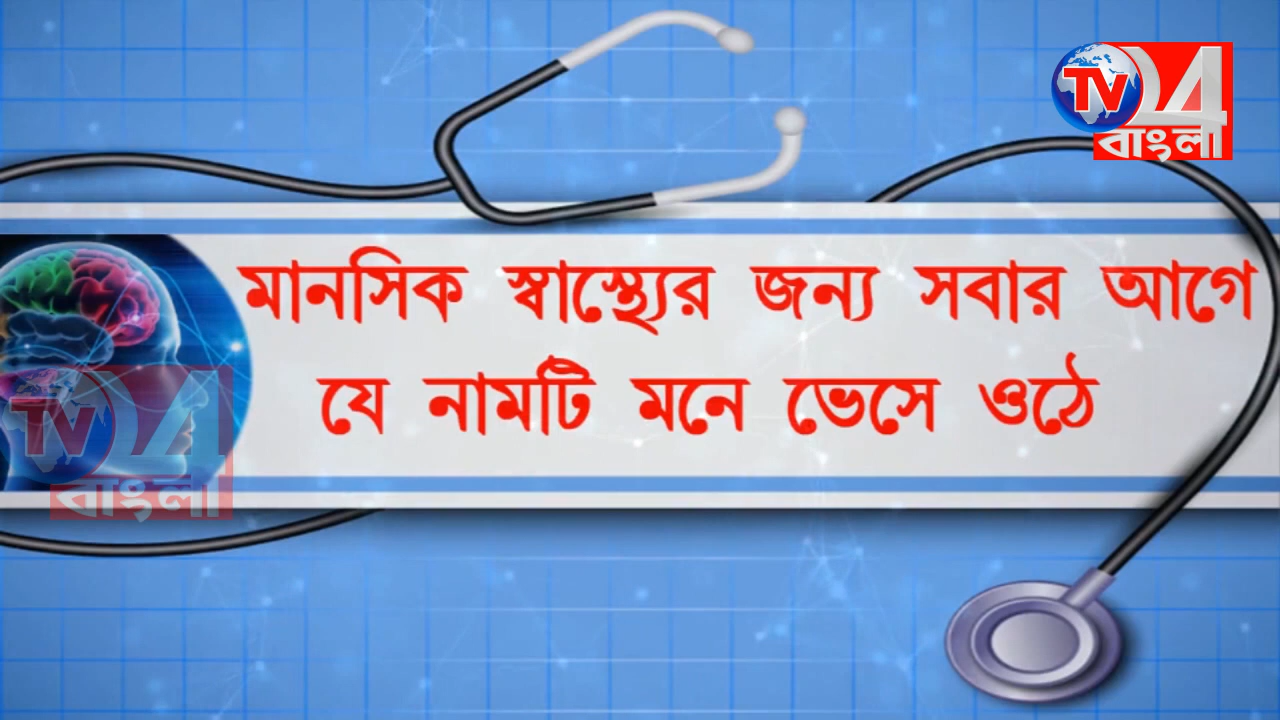 TV 24
বাংলা
মানসিক স্বাস্থ্যের জন্য সবার আগে
যে নামটি মনে ভেসে ওঠে
TV 24
বাংলা